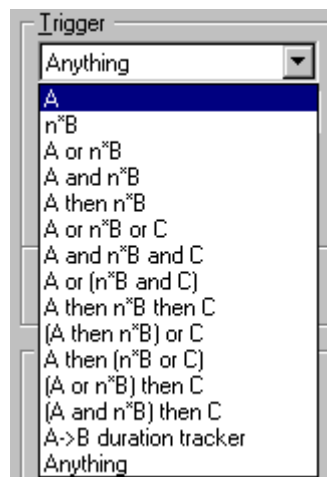 Trigger
Anything
A
n*B
A or n*B
A and n*B
A then n*B
A or n*B or C
A and n*B and C
A or (n*B and C)
A then n*B then C
(A then n*B) or C
A then (n*B or C)
(A or n*B) then C
(A and n*B) then C
A->B duration tracker
Anything